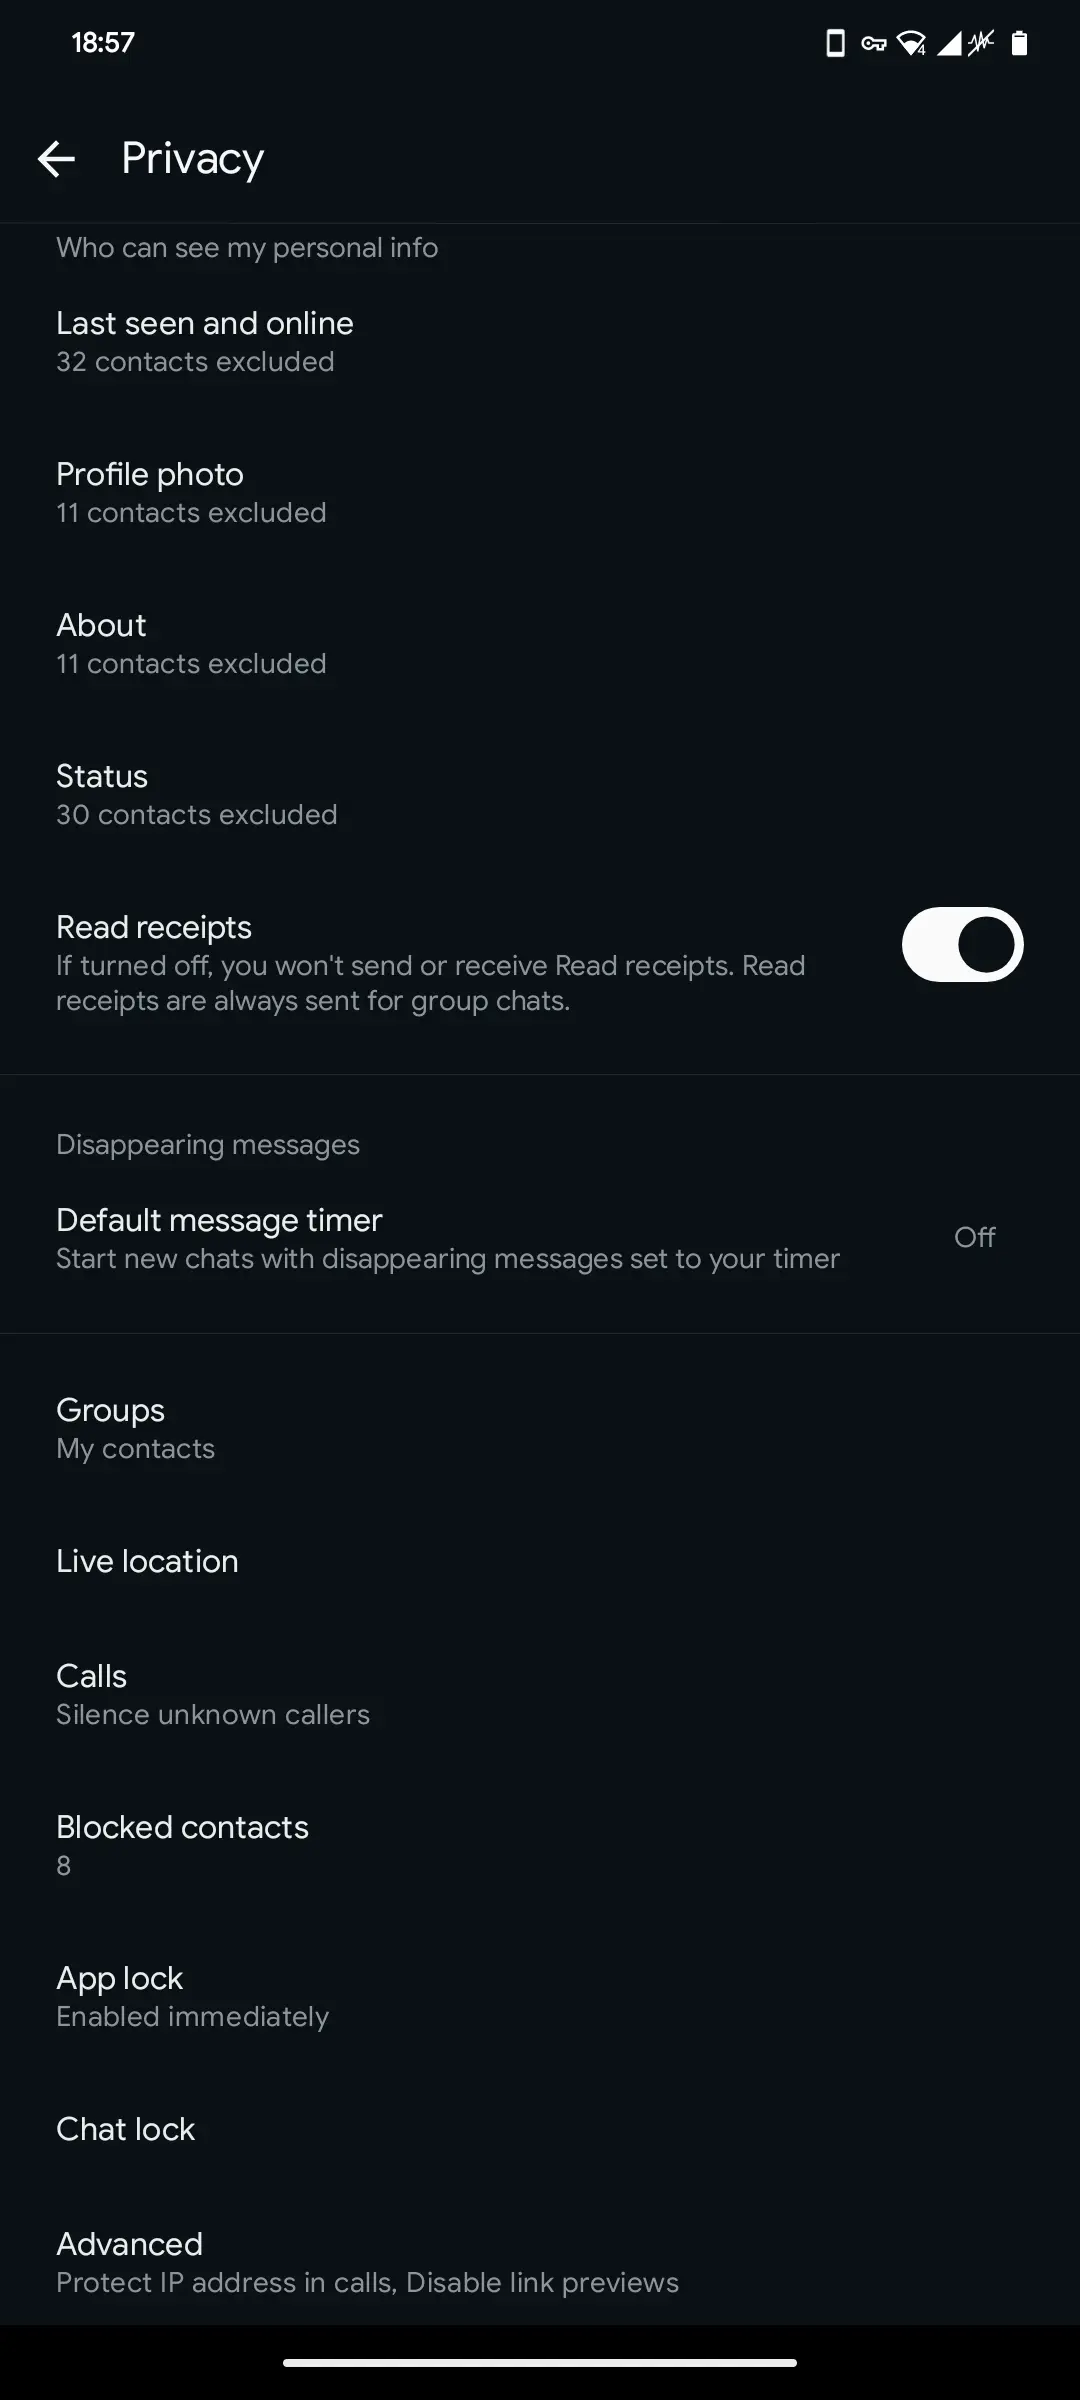 18:57
4
Privacy
Who can see my personal info
Last seen and online
32 contacts excluded
Profile photo
11 contacts excluded
About
11 contacts excluded
Status
30 contacts excluded
Read receipts
If turned off, you won't send or receive Read receipts. Read
receipts are always sent for group chats.
Disappearing messages
Default message timer
Start new chats with disappearing messages set to your timer
Off
Groups
My contacts
Live location
Calls
Silence unknown callers
Blocked contacts
8
App lock
Enabled immediately
Chat lock
Advanced
Protect IP address in calls, Disable link previews